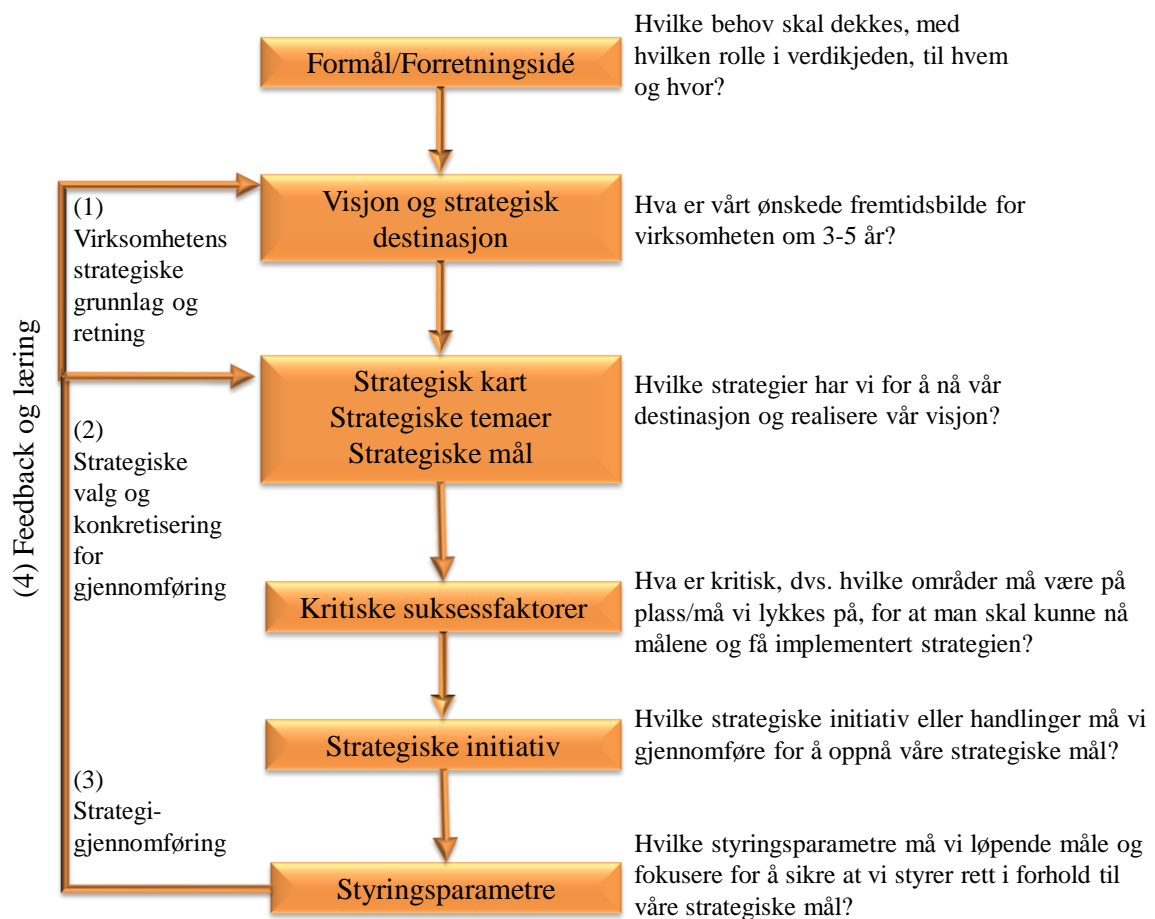 Formål/Forretningsidé
Hvilke behov skal dekkes, med
hvilken rolle i verdikjeden, til hvem
og hvor?
(1)
Virksomhetens
strategiske
grunnlag og
retning
Visjon og strategisk
destinasjon
Hva er vårt ønskede fremtidsbilde for
virksomheten om 3-5 år?
(4) Feedback og læring
(2)
Strategiske
valg og
konkretisering
for
gjennomføring
Strategisk kart
Strategiske temaer
Strategiske mål
Hvilke strategier har vi for å nå vår
destinasjon og realisere vår visjon?
Kritiske suksessfaktorer
Hva er kritisk, dvs. hvilke områder må være på
plass/må vi lykkes på, for at man skal kunne nå
målene og få implementert strategien?
Strategiske initiativ
Hvilke strategiske initiativ eller handlinger må vi
gjennomføre for å oppnå våre strategiske mål?
(3)
Strategi-
gjennomføring
Styringsparametre
Hvilke styringsparametre må vi løpende måle og
fokusere for å sikre at vi styrer rett i forhold til
våre strategiske mål?